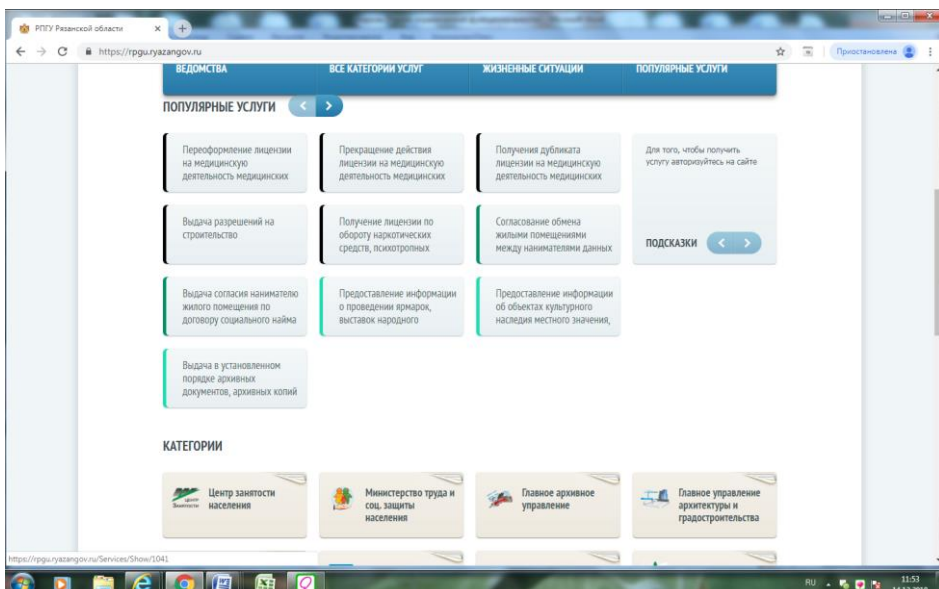 РПГУ Рязанской области
https://rpgu.ryazangov.ru
Приостановлена
ВЕДОМСТВА
ВСЕ КАТЕГОРИИ УСЛУГ
ЖИЗНЕННЫЕ СИТУАЦИИ
ПОПУЛЯРНЫЕ УСЛУГИ
ПОПУЛЯРНЫЕ УСЛУГИ
Переоформление лицензии
на медицинскую
деятельность медицинских
Прекращение действия
лицензии на медицинскую
деятельность медицинских
Получения дубликата
лицензии на медицинскую
деятельность медицинских
Для того, чтобы получить
услугу авторизуйтесь на сайте
Выдача разрешений на
строительство
Получение лицензии по
обороту наркотических
средств, психотропных
Согласование обмена
жилыми помещениями
между нанимателями данных
ПОДСКАЗКИ
Выдача согласия нанимателю
жилого помещения по
договору социального найма
Предоставление информации
о проведении ярмарок,
выставок народного
Предоставление информации
об объектах культурного
наследия местного значения,
Выдача в установленном
порядке архивных
документов, архивных копий
КАТЕГОРИИ
Центр занятости
населения
Министерство труда и
соц. защиты
населения
Главное архивное
управление
Главное управление
архитектуры и
градостроительства
https://rpgu.ryazangov.ru/Services/Show/1041
RU
11:53